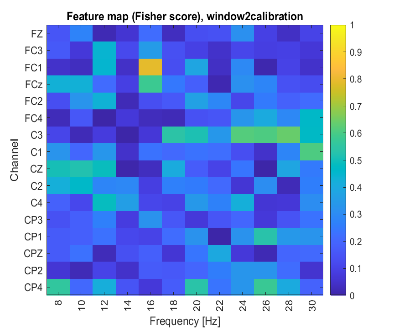 Feature map (Fisher score), window2calibration
Channel
FZ
FC3
FC1
FCz
FC2
FC4
C3
C1
CZ
C2
C4
CP3
CP1
CPZ
CP2
CP4
8 10 12 14 16 18 20 22 24 26 28 30
Frequency [Hz]
1
0.9
0.8
0.7
0.6
0.5
0.4
0.3
0.2
0.1
0